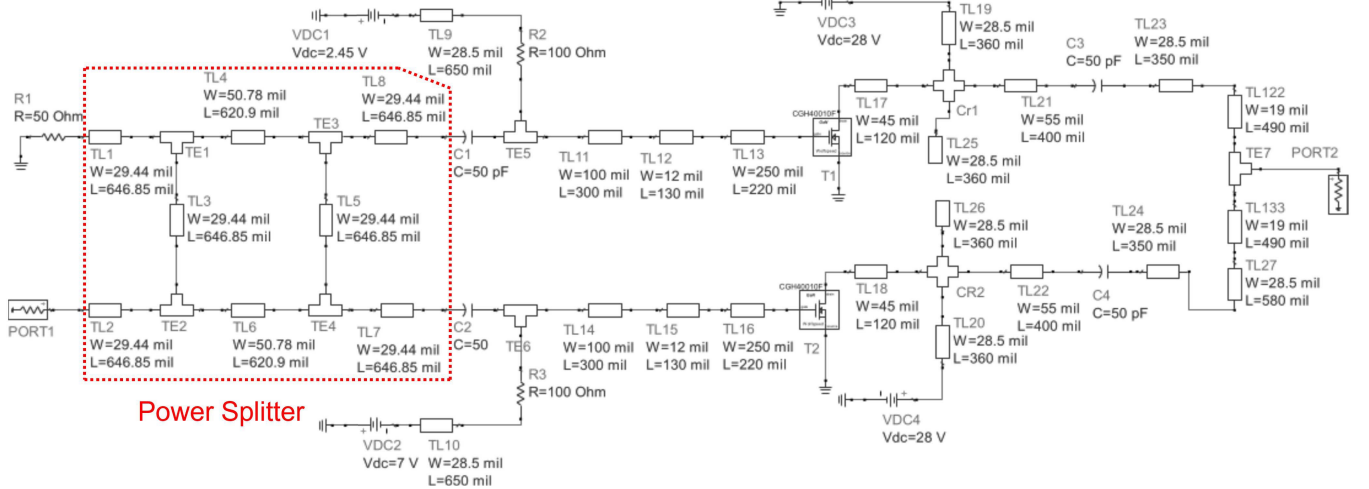 VDC1
Vdc=2.45 V
TL9
W=28.5 mil
L=650 mil
R2
R=100 Ohm
VDC3
Vdc=28 V
TL19
W=28.5 mil
L=360 mil
C3
C=50 pF
TL23
W=28.5 mil
L=350 mil
R1
R=50 Ohm
TL1
W=29.44 mil
L=646.85 mil
TE1
TL4
W=50.78 mil
L=620.9 mil
TE3
TL8
W=29.44 mil
L=646.85 mil
C1
C=50 pF
TE5
TL11
W=100 mil
L=300 mil
TL12
W=12 mil
L=130 mil
TL13
W=250 mil
L=220 mil
CGH40010F
T1
TL17
W=45 mil
L=120 mil
Cr1
TL21
W=55 mil
L=400 mil
TL25
W=28.5 mil
L=360 mil
TL122
W=19 mil
L=490 mil
TE7
PORT2
TL3
W=29.44 mil
L=646.85 mil
TL5
W=29.44 mil
L=646.85 mil
TL26
W=28.5 mil
L=360 mil
TL24
W=28.5 mil
L=350 mil
TL133
W=19 mil
L=490 mil
TL27
W=28.5 mil
L=580 mil
PORT1
TL2
W=29.44 mil
L=646.85 mil
TE2
TL6
W=50.78 mil
L=620.9 mil
TE4
TL7
W=29.44 mil
L=646.85 mil
C2
C=50
TE6
TL14
W=100 mil
L=300 mil
TL15
W=12 mil
L=130 mil
TL16
W=250 mil
L=220 mil
CGH40010F
T2
TL18
W=45 mil
L=120 mil
CR2
TL22
W=55 mil
L=400 mil
C4
C=50 pF
TL20
W=28.5 mil
L=360 mil
R3
R=100 Ohm
Power Splitter
VDC2
Vdc=7 V
TL10
W=28.5 mil
L=650 mil
VDC4
Vdc=28 V